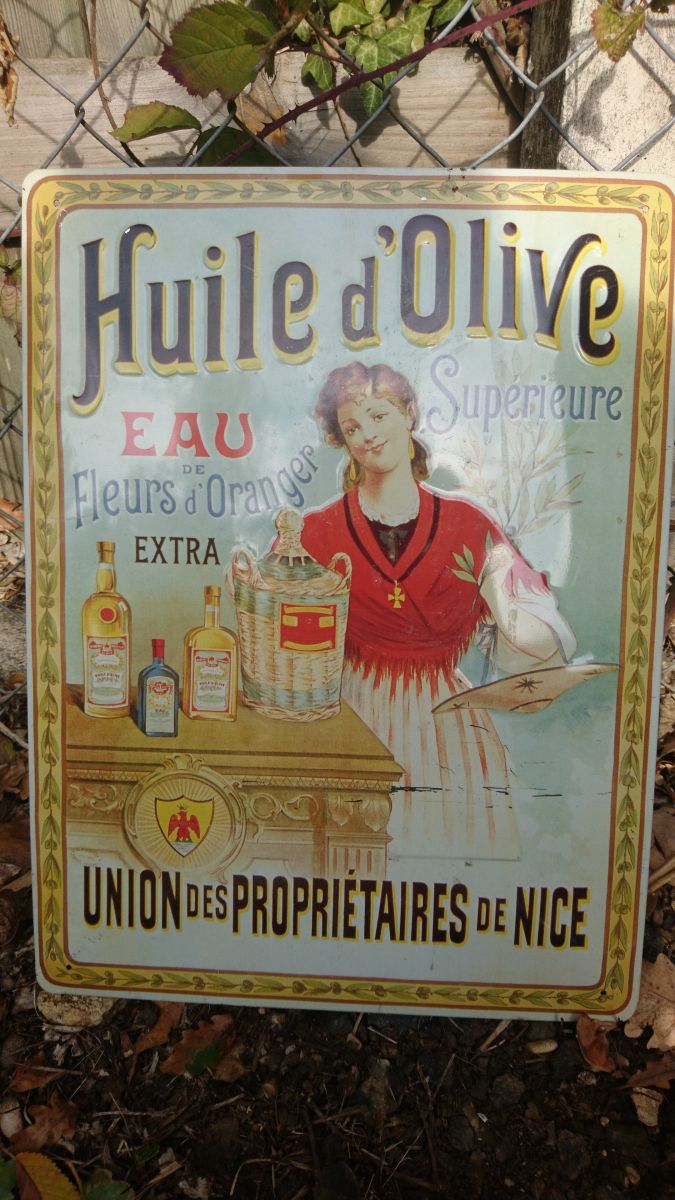 Huile d'Olive
Supérieure
EAU
DE
Fleurs d'Oranger
EXTRA
UNION DES PROPRIÉTAIRES DE NICE